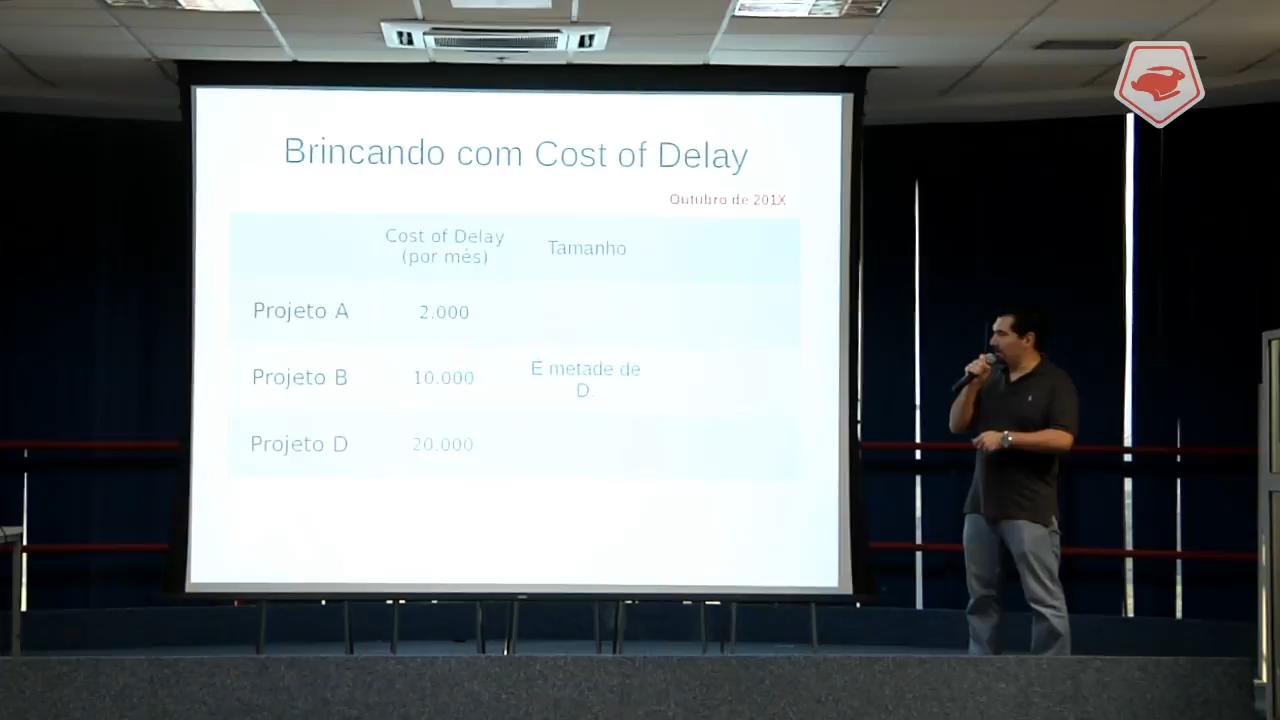 Brincando com Cost of Delay
Outubro de 201X
Cost of Delay
(por mês)
Tamanho
Projeto A
2.000
Projeto B
10.000
É metade de
D.
Projeto D
20.000